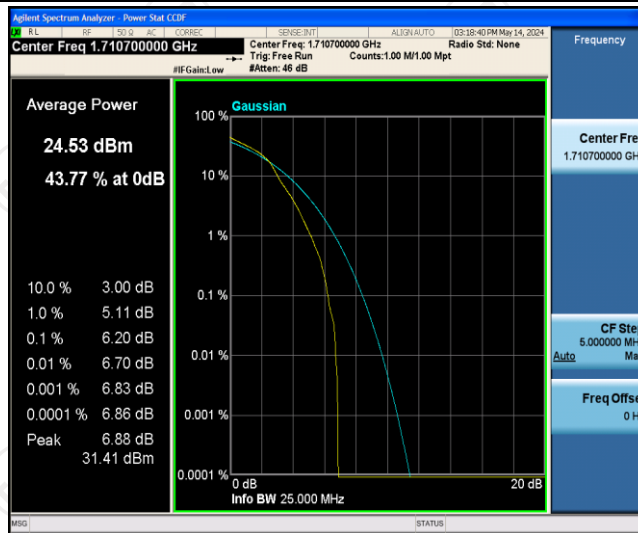 Agilent Spectrum Analyzer - Power Stat CCDF
RL RF 50 Ω AC CORREC SENSE:INT ALIGN AUTO 03:18:40 PM May 14, 2024
Center Freq 1.710700000 GHz
Center Freq: 1.710700000 GHz Radio Std: None
Trig: Free Run Counts:1.00 M/1.00 Mpt
#IFGain:Low #Atten: 46 dB
Frequency
Average Power
24.53 dBm
43.77 % at 0dB
10.0 % 3.00 dB
1.0 % 5.11 dB
0.1 % 6.20 dB
0.01 % 6.70 dB
0.001 % 6.83 dB
0.0001 % 6.86 dB
Peak 6.88 dB
31.41 dBm
Gaussian
100 %
10 %
1 %
0.1 %
0.01 %
0.001 %
0.0001 %
0 dB 20 dB
Info BW 25.000 MHz
Center Fre
1.710700000 GH
CF Ste
5.000000 MH
Auto Ma
Freq Offse
0 H
MSG STATUS